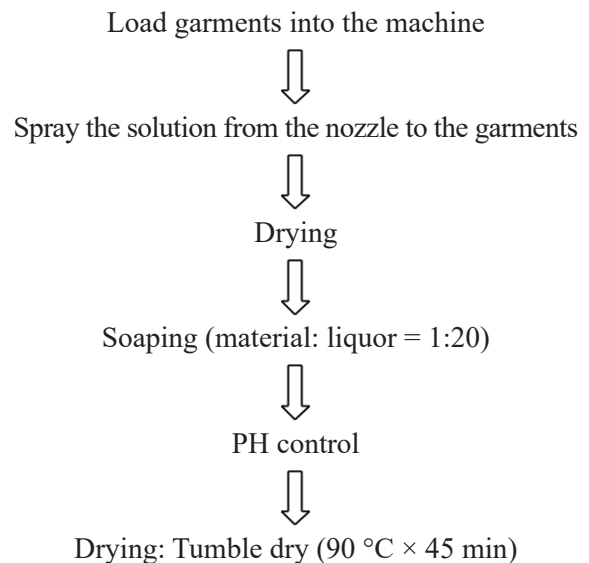 Load garments into the machine
Spray the solution from the nozzle to the garments
Drying
Soaping (material: liquor = 1:20)
PH control
Drying: Tumble dry (90 °C × 45 min)